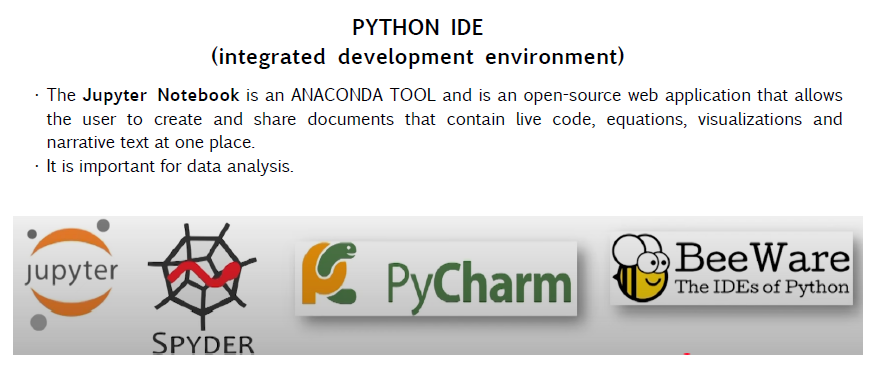 PYTHON IDE
(integrated development environment)
· The Jupyter Notebook is an ANACONDA TOOL and is an open-source web application that allows
the user to create and share documents that contain live code, equations, visualizations and
narrative text at one place.
· It is important for data analysis.
jupyter
SPYDER
PyCharm
BeeWare
The IDEs of Python